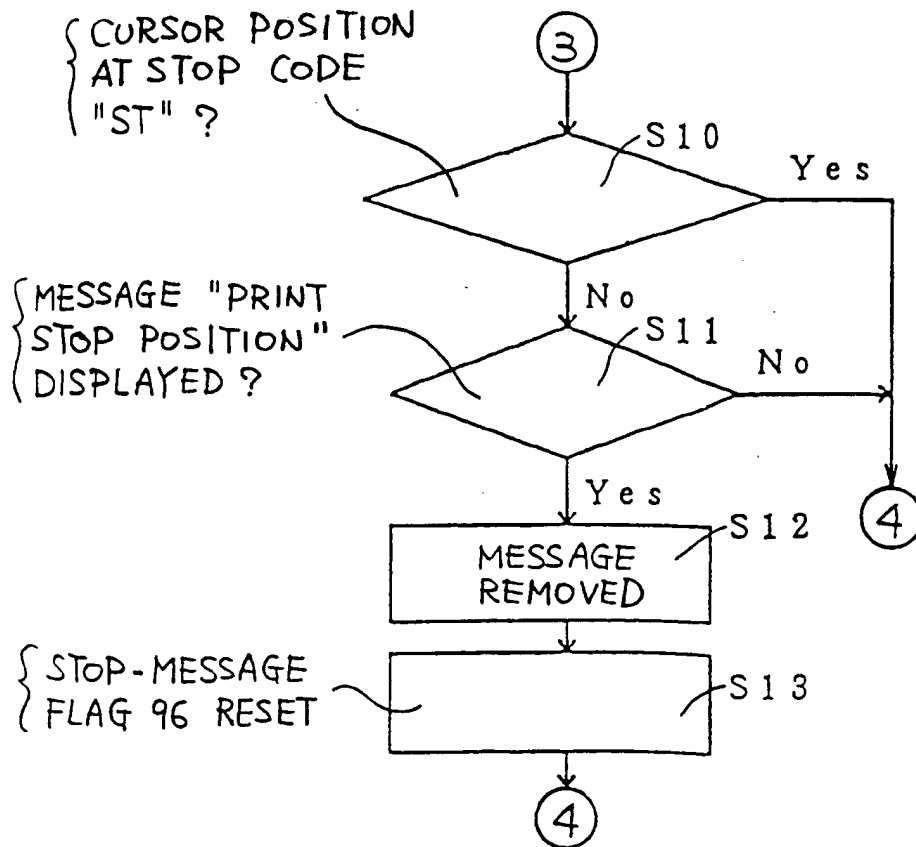 CURSOR POSITION
AT STOP CODE
"ST" ?
3
S10
Yes
No
MESSAGE "PRINT
STOP POSITION"
DISPLAYED ?
S11
No
Yes
4
S12
MESSAGE
REMOVED
STOP-MESSAGE
FLAG 96 RESET
S13
4